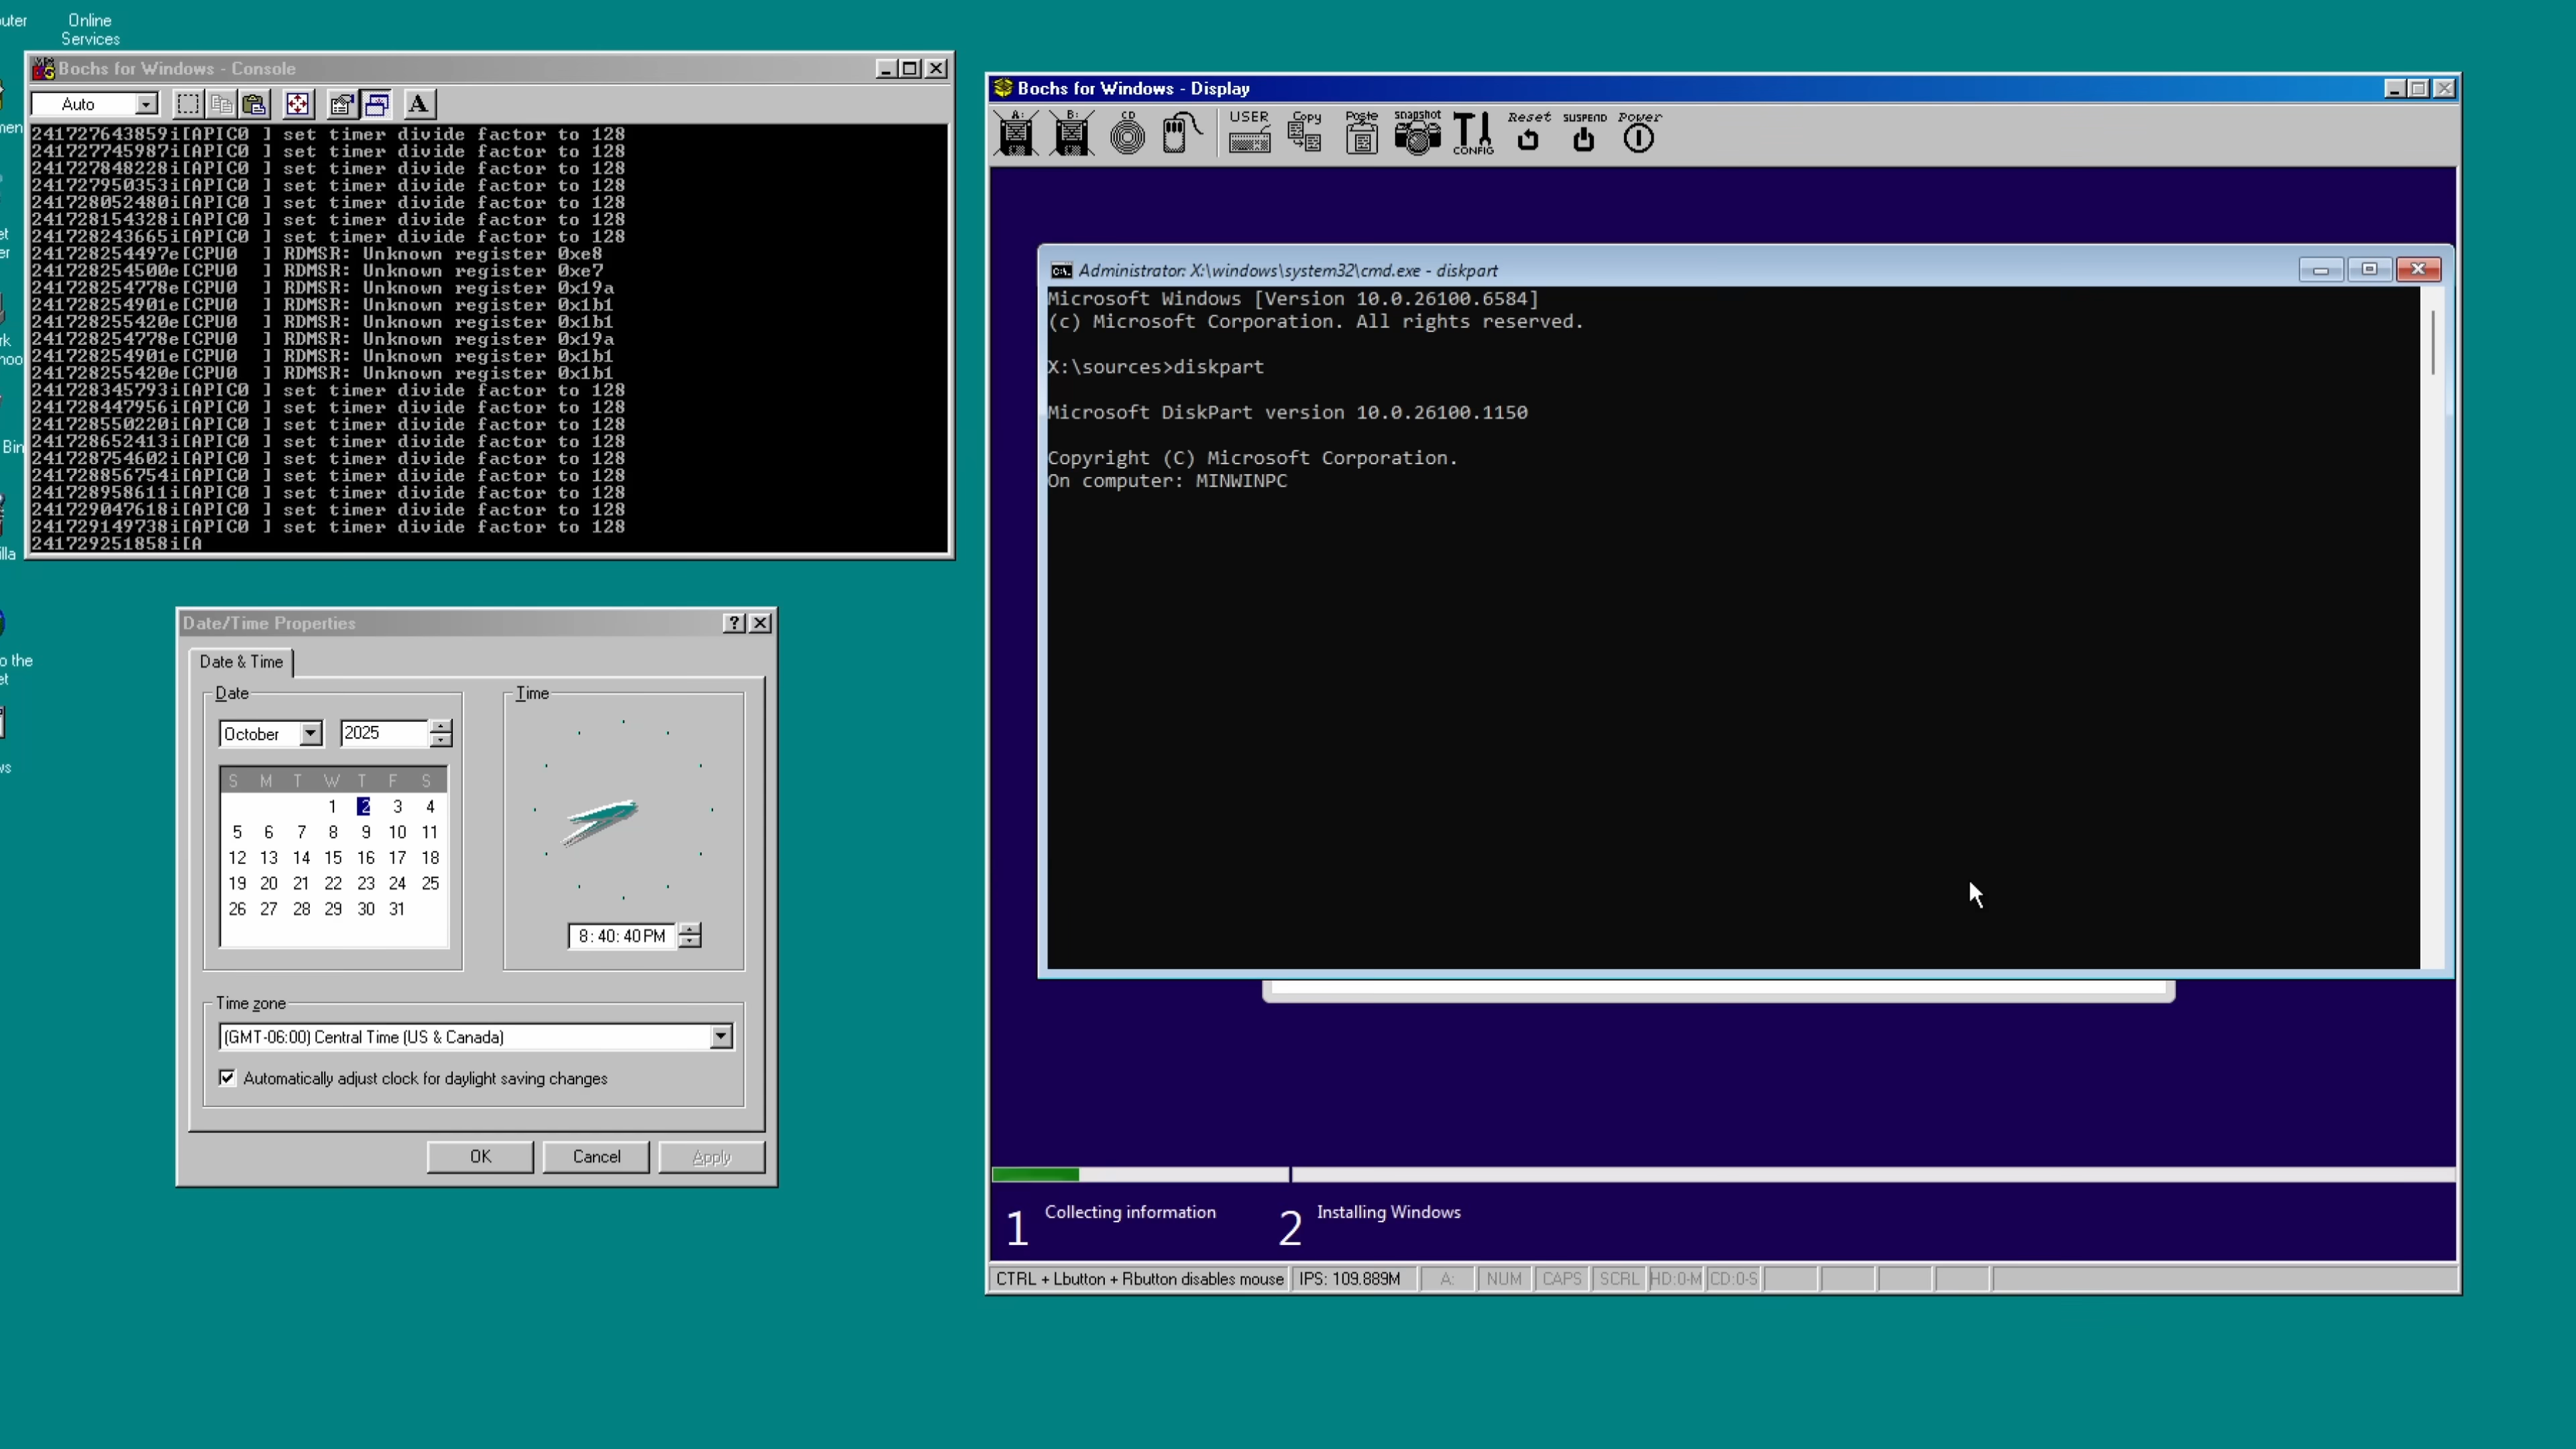 Online
Services
Bochs for Windows - Console
Auto
A
241727643859i[APIC0 ] set timer divide factor to 128
241727745987i[APIC0 ] set timer divide factor to 128
241727848228i[APIC0 ] set timer divide factor to 128
241727950353i[APIC0 ] set timer divide factor to 128
241728052480i[APIC0 ] set timer divide factor to 128
241728154328i[APIC0 ] set timer divide factor to 128
241728243665i[APIC0 ] set timer divide factor to 128
241728254497e[CPU0 ] RDMSR: Unknown register 0xe8
241728254500e[CPU0 ] RDMSR: Unknown register 0xe7
241728254778e[CPU0 ] RDMSR: Unknown register 0x19a
241728254901e[CPU0 ] RDMSR: Unknown register 0x1b1
241728255420e[CPU0 ] RDMSR: Unknown register 0x1b1
241728254778e[CPU0 ] RDMSR: Unknown register 0x19a
241728254901e[CPU0 ] RDMSR: Unknown register 0x1b1
241728255420e[CPU0 ] RDMSR: Unknown register 0x1b1
241728345793i[APIC0 ] set timer divide factor to 128
241728447956i[APIC0 ] set timer divide factor to 128
241728550220i[APIC0 ] set timer divide factor to 128
241728652413i[APIC0 ] set timer divide factor to 128
241728754602i[APIC0 ] set timer divide factor to 128
241728856754i[APIC0 ] set timer divide factor to 128
241728958611i[APIC0 ] set timer divide factor to 128
241729047618i[APIC0 ] set timer divide factor to 128
241729149738i[APIC0 ] set timer divide factor to 128
241729251858i[A
Bin
o the
Date/Time Properties
Date & Time
Date
October 2025
S M T W T F S
1 2 3 4
5 6 7 8 9 10 11
12 13 14 15 16 17 18
19 20 21 22 23 24 25
26 27 28 29 30 31
Time
8:40:40 PM
Time zone
(GMT-06:00) Central Time (US & Canada)
Automatically adjust clock for daylight saving changes
OK Cancel Apply
Bochs for Windows - Display
A: B: CD USER Copy Paste snapshot CONFIG Reset SUSPEND Power
Administrator: X:\windows\system32\cmd.exe - diskpart
Microsoft Windows [Version 10.0.26100.6584]
(c) Microsoft Corporation. All rights reserved.
X:\sources>diskpart
Microsoft DiskPart version 10.0.26100.1150
Copyright (C) Microsoft Corporation.
On computer: MINWINPC
1 Collecting information 2 Installing Windows
CTRL + Lbutton + Rbutton disables mouse IPS: 109.889M A: NUM CAPS SCRL HD:0-M CD:0-S